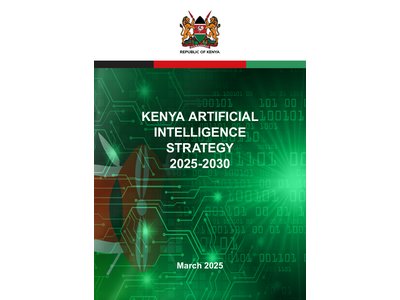 REPUBLIC OF KENYA
KENYA ARTIFICIAL
INTELLIGENCE
STRATEGY
2025-2030
March 2025